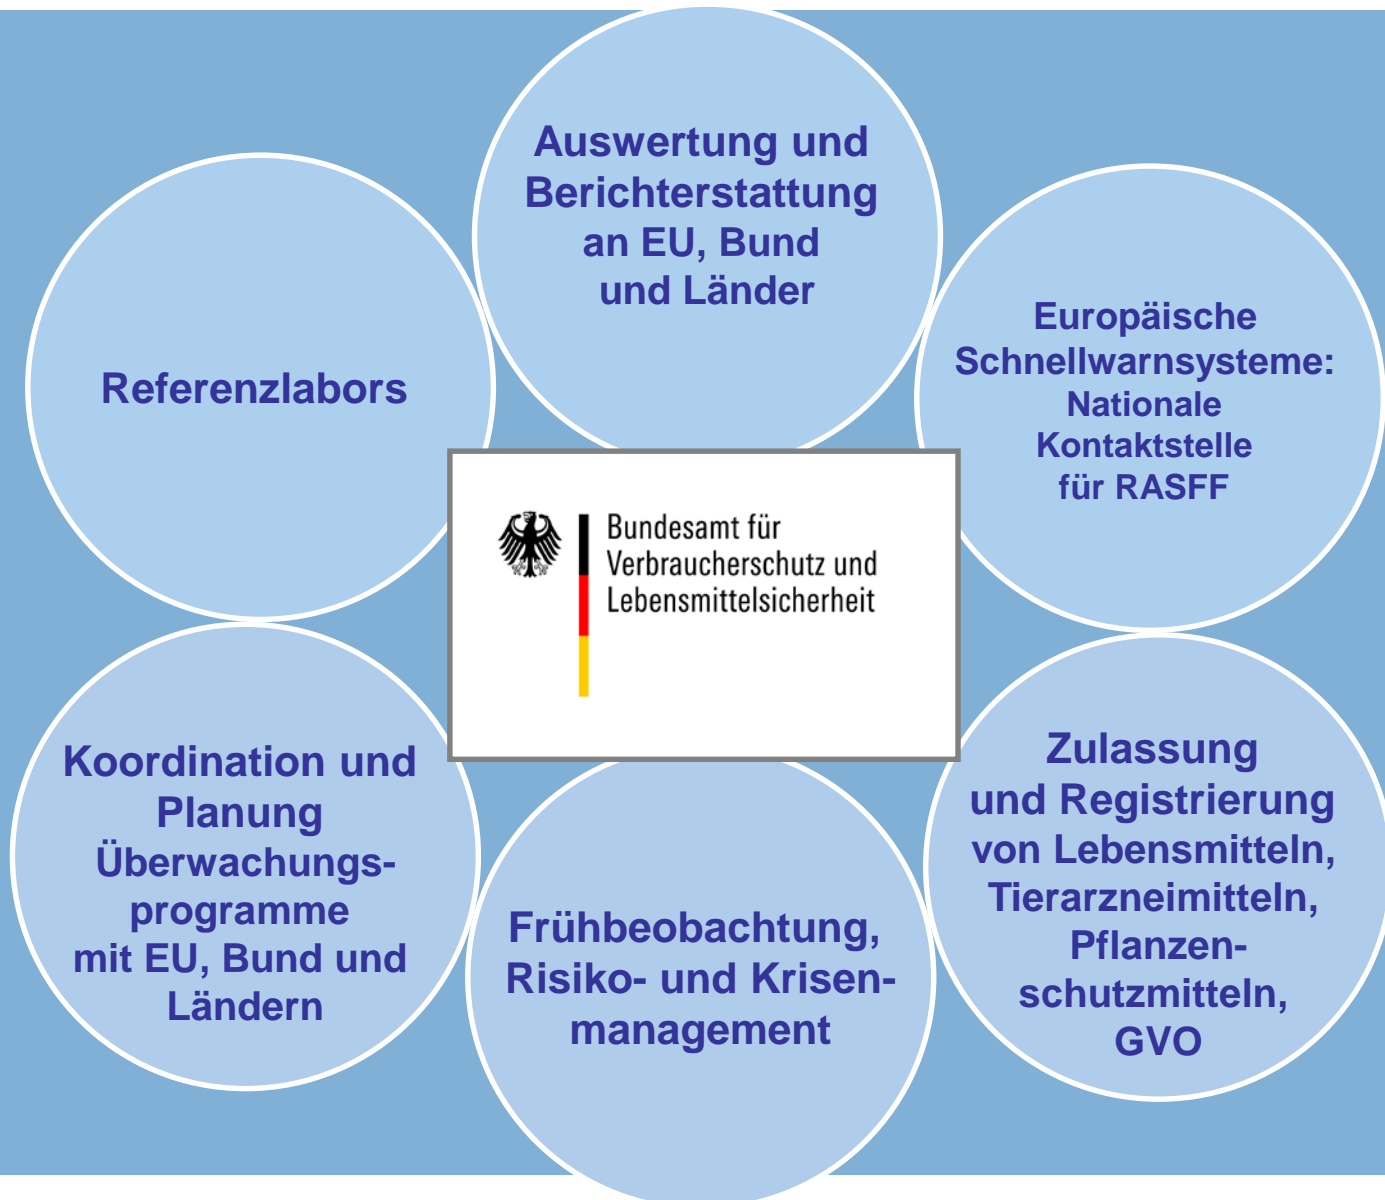 Auswertung und
Berichterstattung
an EU, Bund
und Länder
Referenzlabors
Europäische
Schnellwarnsysteme:
Nationale
Kontaktstelle
für RASFF
Bundesamt für
Verbraucherschutz und
Lebensmittelsicherheit
Koordination und
Planung
Überwachungs-
programme
mit EU, Bund und
Ländern
Frühbeobachtung,
Risiko- und Krisen-
management
Zulassung
und Registrierung
von Lebensmitteln,
Tierarzneimitteln,
Pflanzen-
schutzmitteln,
GVO